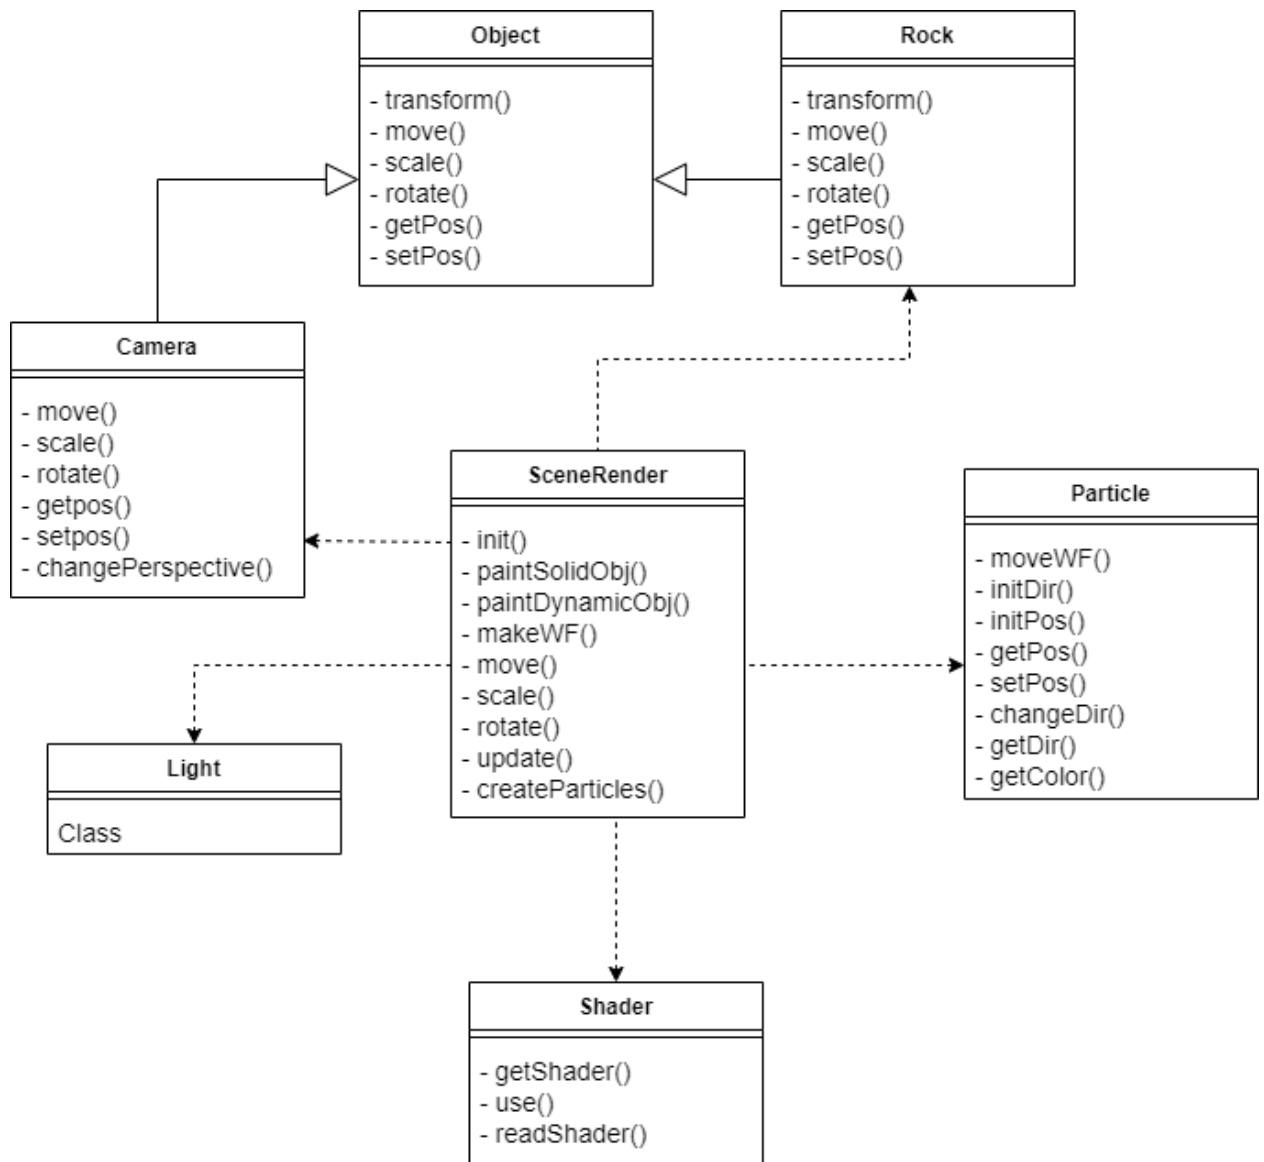 Object
- transform()
- move()
- scale()
- rotate()
- getPos()
- setPos()
Rock
- transform()
- move()
- scale()
- rotate()
- getPos()
- setPos()
Camera
- move()
- scale()
- rotate()
- getpos()
- setpos()
- changePerspective()
SceneRender
- init()
- paintSolidObj()
- paintDynamicObj()
- makeWF()
- move()
- scale()
- rotate()
- update()
- createParticles()
Particle
- moveWF()
- initDir()
- initPos()
- getPos()
- setPos()
- changeDir()
- getDir()
- getColor()
Light
Class
Shader
- getShader()
- use()
- readShader()